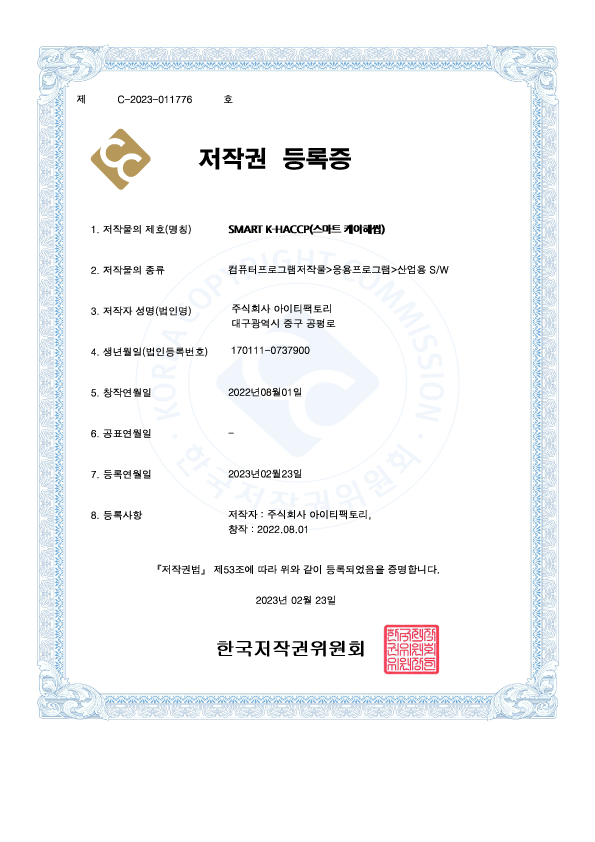 제 C-2023-011776 호
저작권 등록증
1. 저작물의 제호(명칭) SMART K-HACCP(스마트 케이해썹)
2. 저작물의 종류 컴퓨터프로그램저작물>응용프로그램>산업용 S/W
3. 저작자 성명(법인명) 주식회사 아이티팩토리
대구광역시 중구 공평로
4. 생년월일(법인등록번호) 170111-0737900
5. 창작연월일 2022년08월01일
6. 공표연월일 -
7. 등록연월일 2023년02월23일
8. 등록사항 저작자 : 주식회사 아이티팩토리,
창작 : 2022.08.01
『저작권법』 제53조에 따라 위와 같이 등록되었음을 증명합니다.
2023년 02월 23일
한국저작권위원회
KOREA COPYRIGHT COMMISSION
· 한국저작권위원회 ·